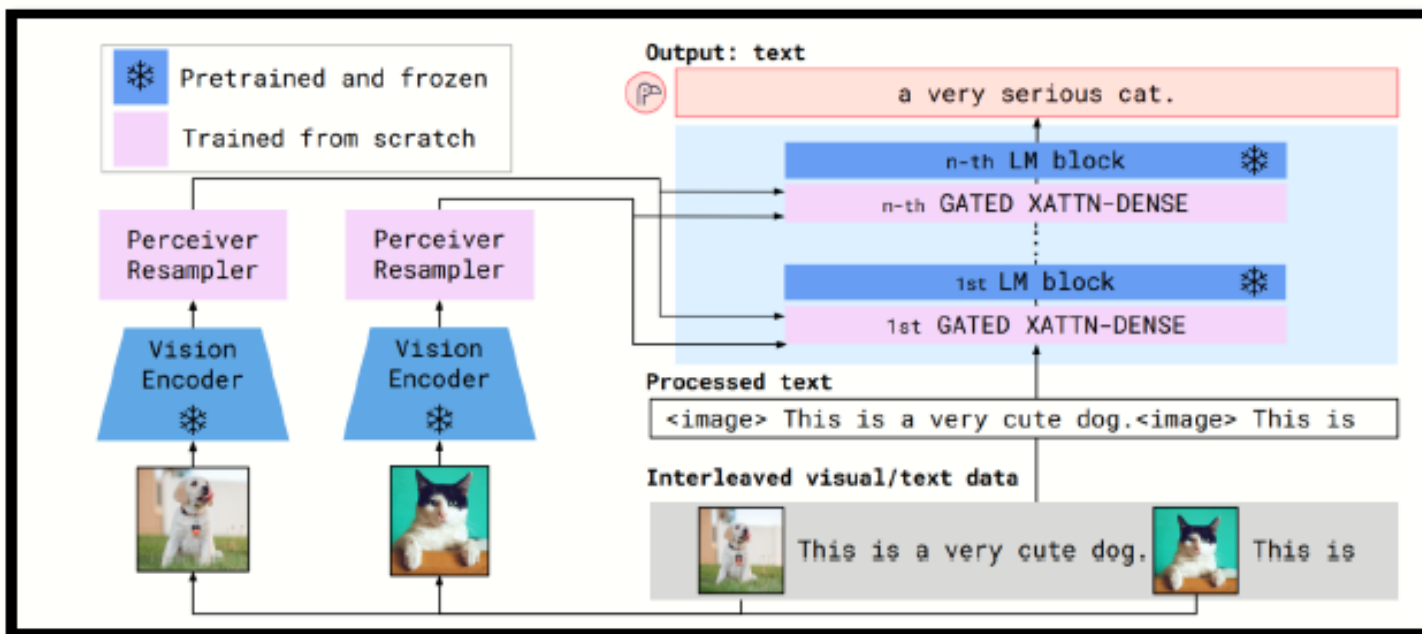 Pretrained and frozen
Trained from scratch
Output: text
a very serious cat.
n-th LM block
n-th GATED XATTN-DENSE
1st LM block
1st GATED XATTN-DENSE
Perceiver
Resampler
Perceiver
Resampler
Vision
Encoder
Vision
Encoder
Processed text
<image> This is a very cute dog.<image> This is
Interleaved visual/text data
This is a very cute dog.
This is